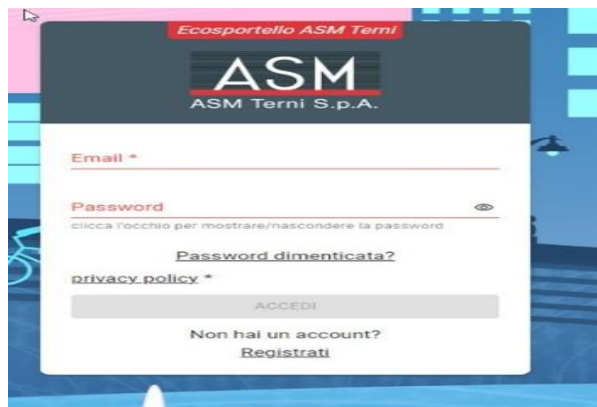 Ecosportello ASM Terni
ASM
ASM Terni S.p.A.
Email *
Password
clicca l'occhio per mostrare/nascondere la password
Password dimenticata?
privacy policy *
ACCEDI
Non hai un account?
Registrati